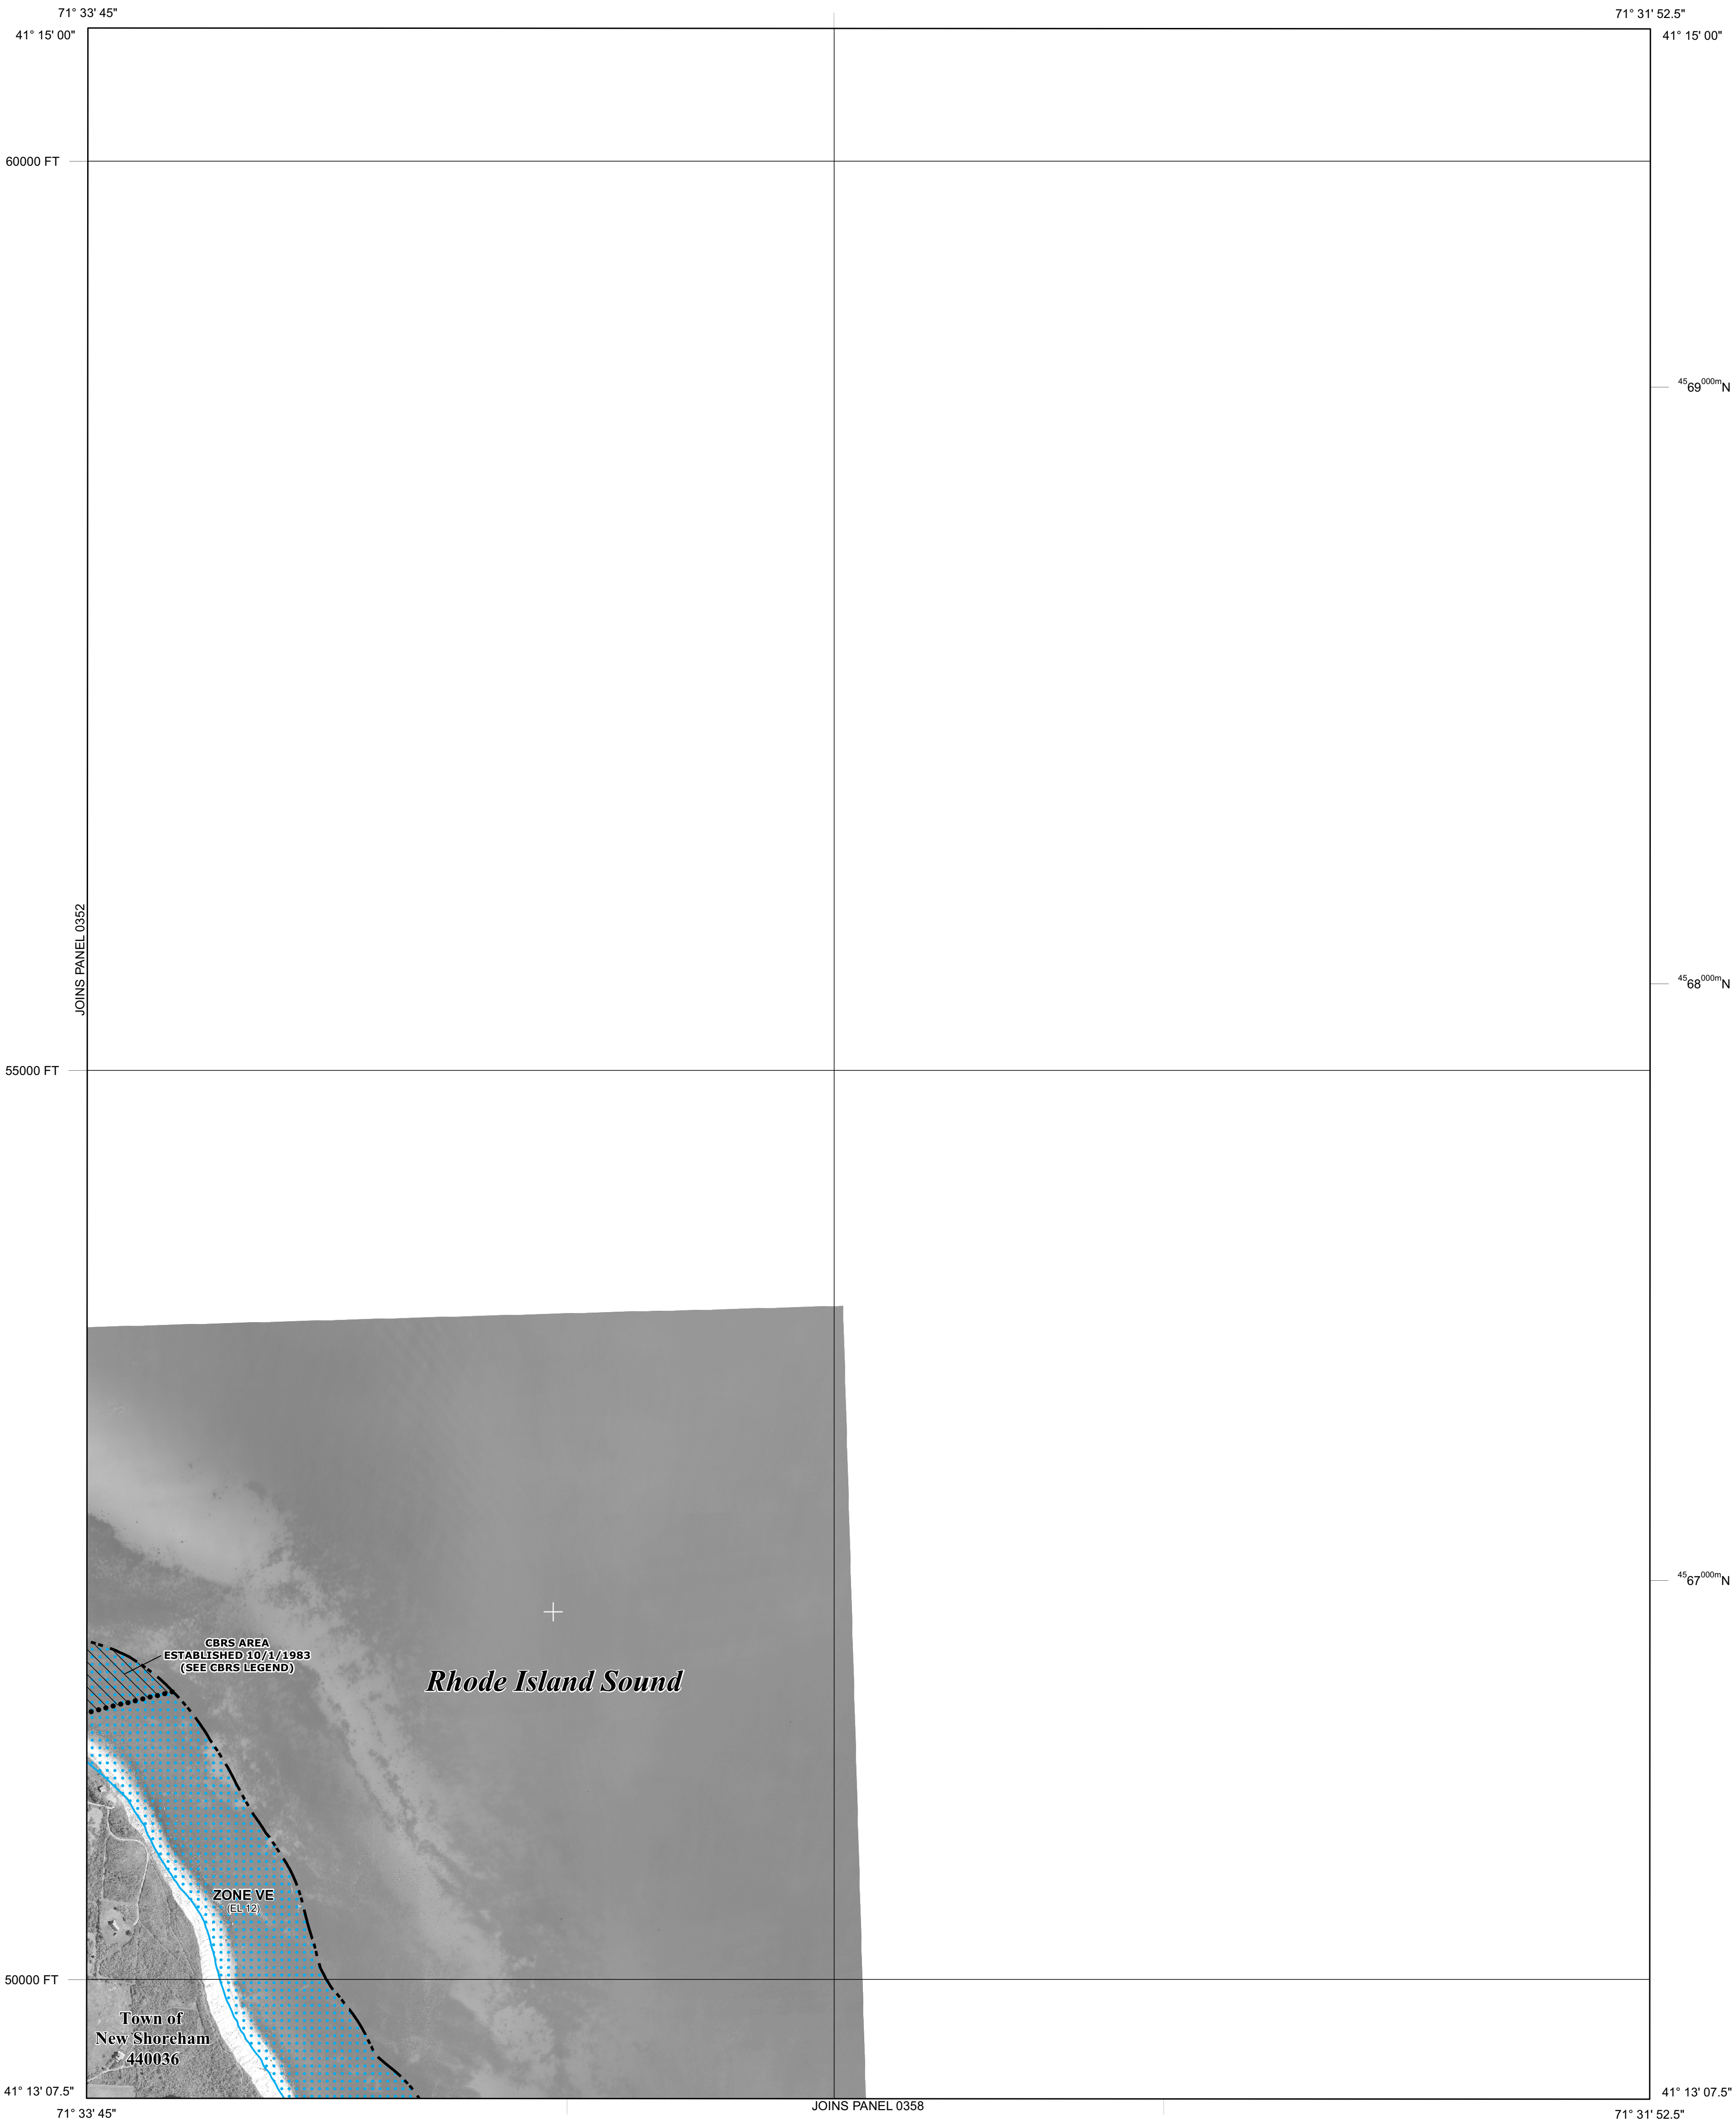 71° 33' 45"
71° 31' 52.5"
41° 15' 00"
41° 15' 00"
60000 FT
4569000mN
JOINS PANEL 0352
4568000mN
55000 FT
4567000mN
CBRS AREA
ESTABLISHED 10/1/1983
(SEE CBRS LEGEND)
Rhode Island Sound
ZONE VE
(EL 12)
50000 FT
Town of
New Shoreham
440036
41° 13' 07.5"
41° 13' 07.5"
JOINS PANEL 0358
71° 33' 45"
71° 31' 52.5"